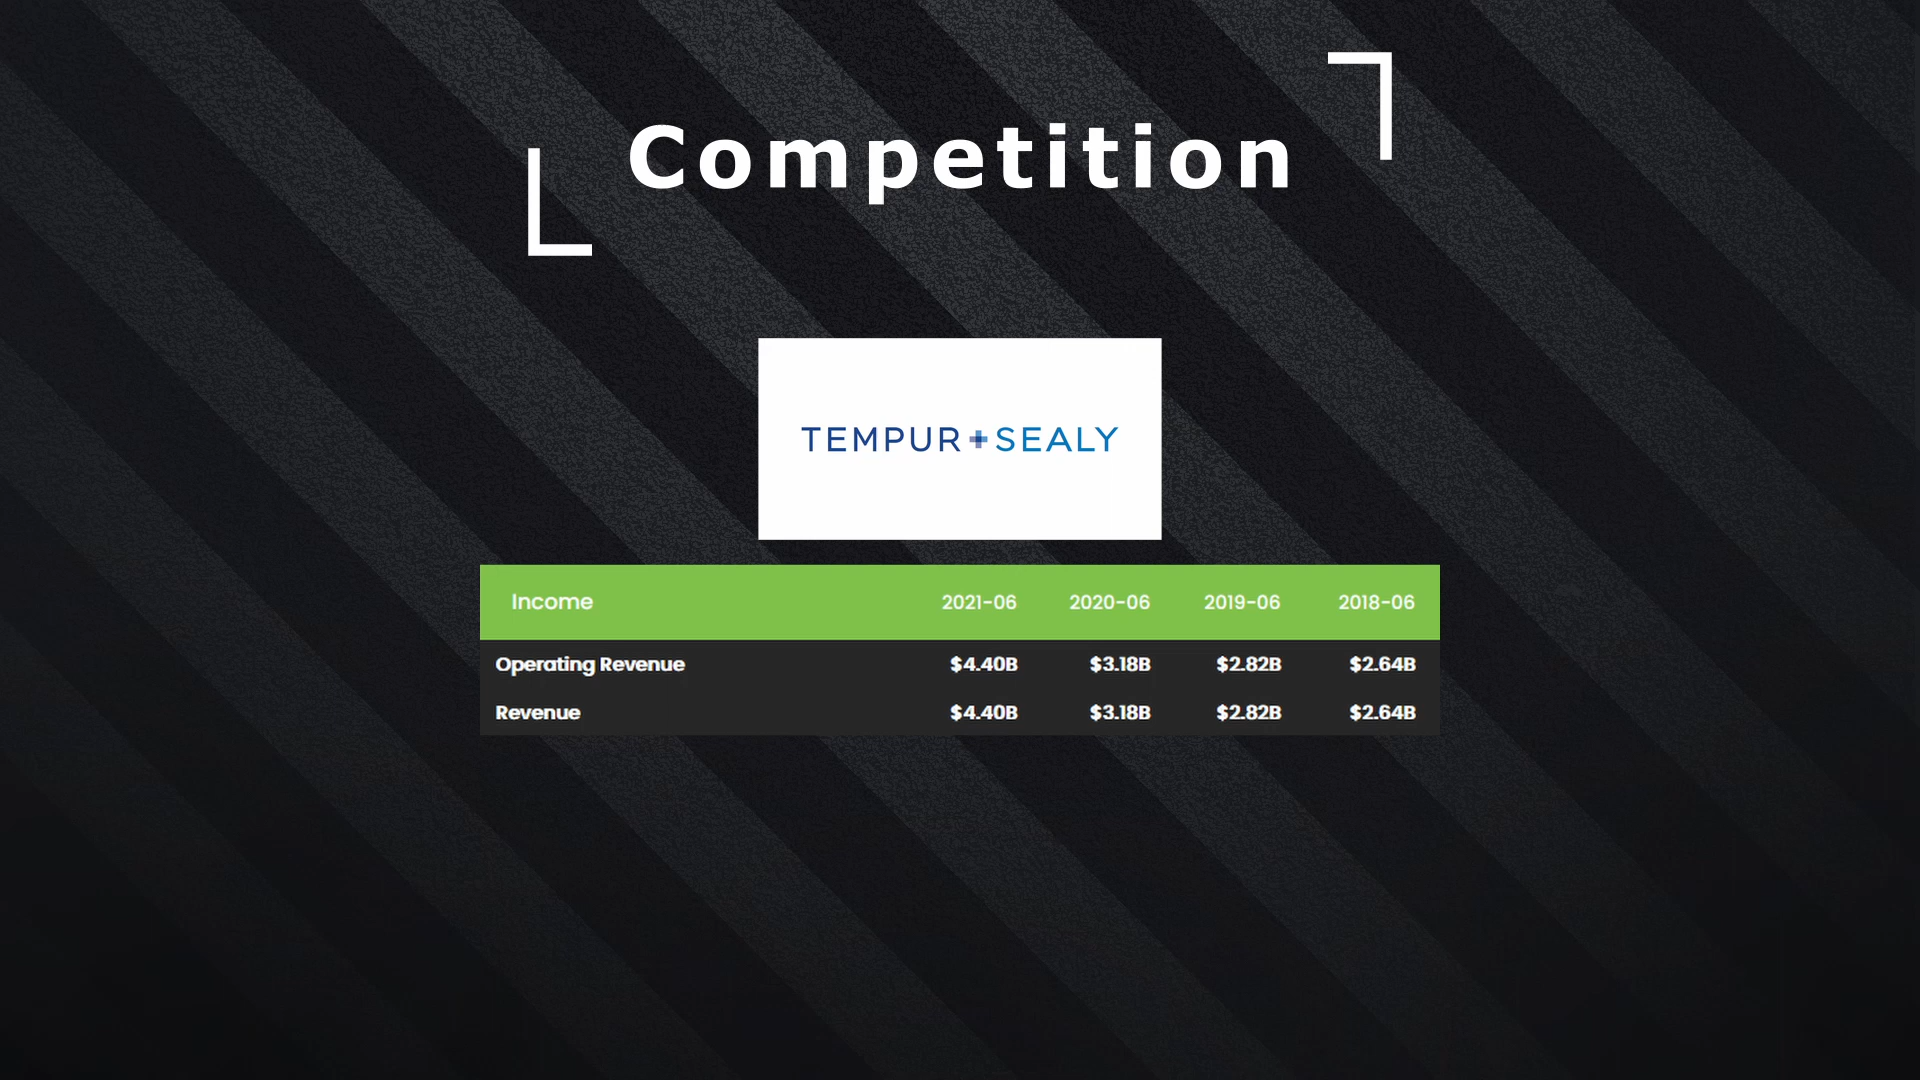 Competition
TEMPUR+SEALY
Income 2021-06 2020-06 2019-06 2018-06
Operating Revenue $4.40B $3.18B $2.82B $2.64B
Revenue $4.40B $3.18B $2.82B $2.64B